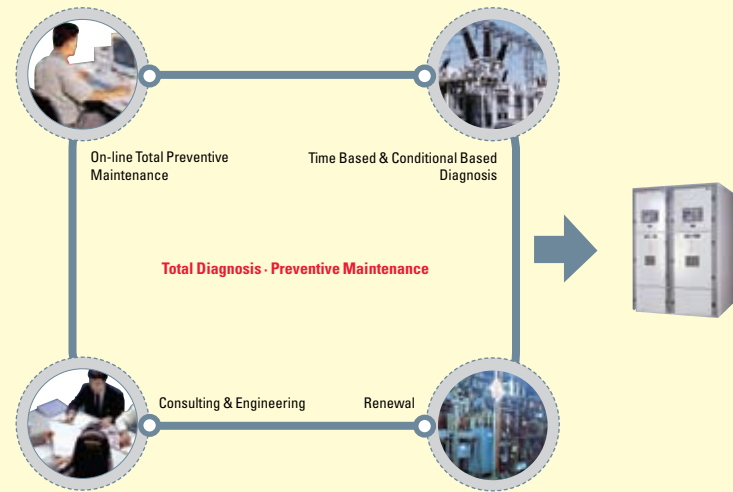 On-line Total Preventive
Maintenance
Time Based & Conditional Based
Diagnosis
Total Diagnosis · Preventive Maintenance
Consulting & Engineering
Renewal